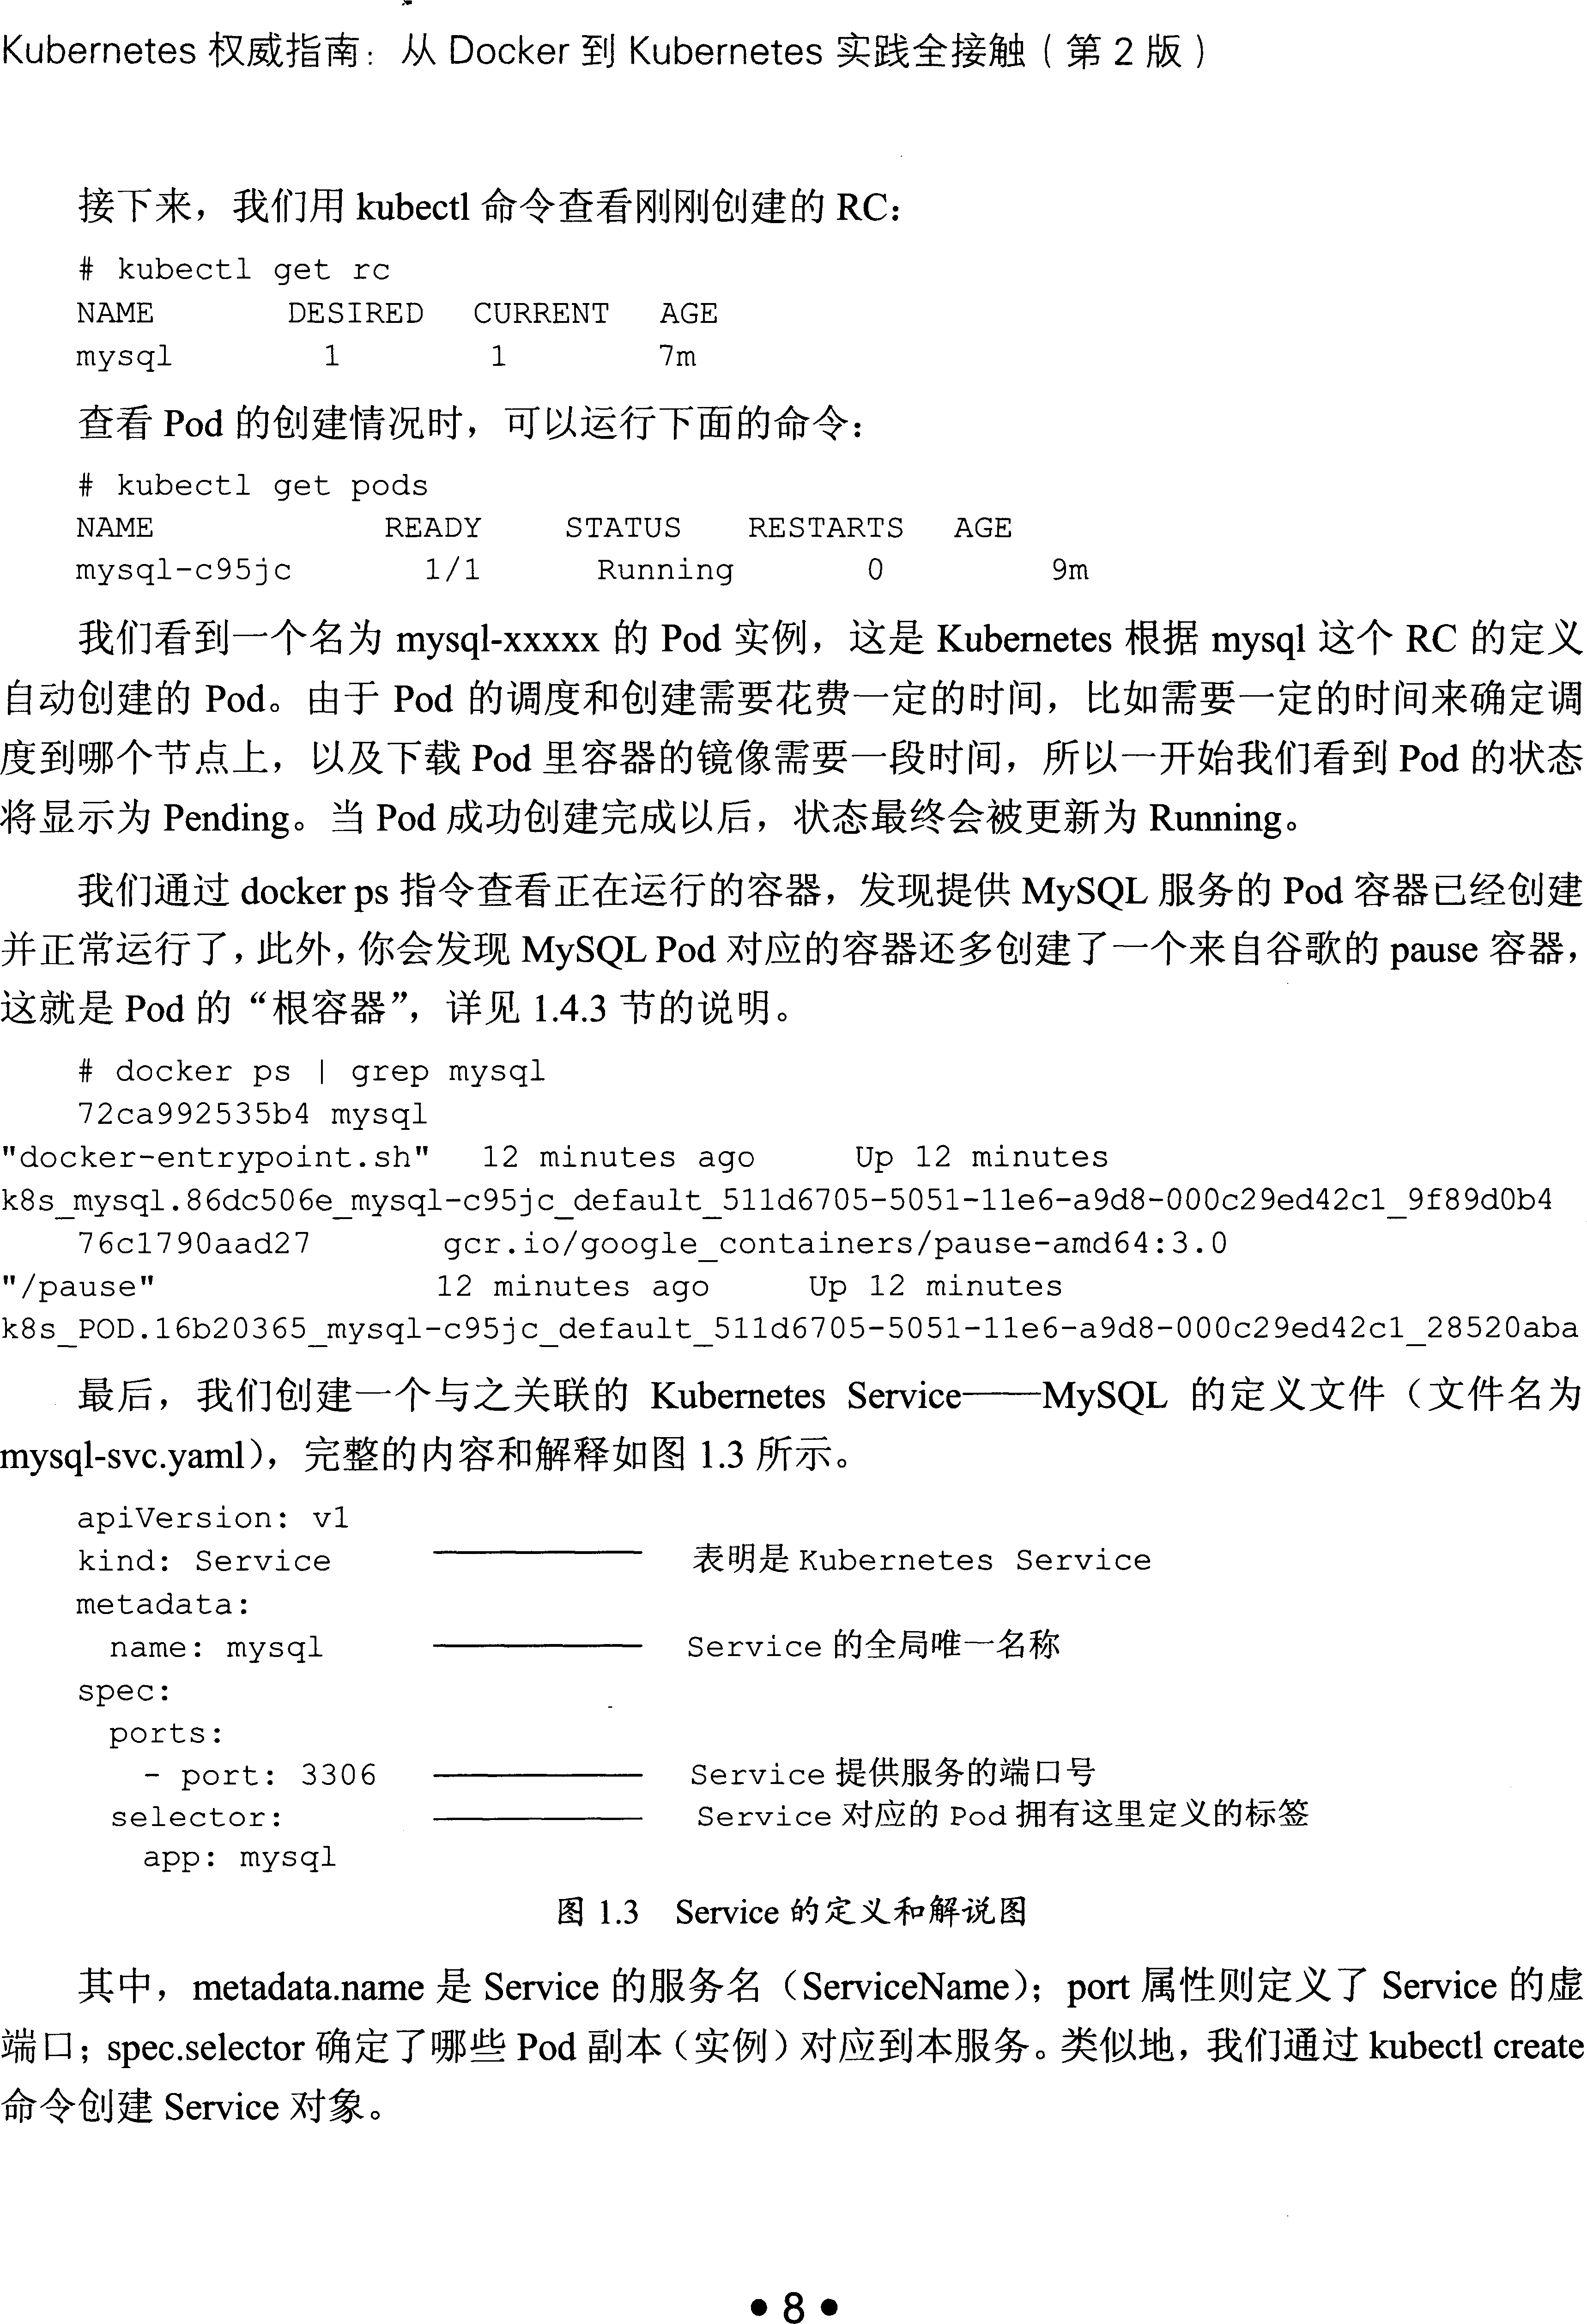 Kubernetes 权威指南：从 Docker 到 Kubernetes 实践全接触（第 2 版）
接下来，我们用 kubectl 命令查看刚刚创建的 RC：
# kubectl get rc
NAME       DESIRED   CURRENT   AGE
mysql        1        1        7m
查看 Pod 的创建情况时，可以运行下面的命令：
# kubectl get pods
NAME            READY     STATUS    RESTARTS   AGE
mysql-c95jc       1/1      Running       0         9m
我们看到一个名为 mysql-xxxxx 的 Pod 实例，这是 Kubernetes 根据 mysql 这个 RC 的定义
自动创建的 Pod。由于 Pod 的调度和创建需要花费一定的时间，比如需要一定的时间来确定调
度到哪个节点上，以及下载 Pod 里容器的镜像需要一段时间，所以一开始我们看到 Pod 的状态
将显示为 Pending。当 Pod 成功创建完成以后，状态最终会被更新为 Running。
我们通过 docker ps 指令查看正在运行的容器，发现提供 MySQL 服务的 Pod 容器已经创建
并正常运行了，此外，你会发现 MySQL Pod 对应的容器还多创建了一个来自谷歌的 pause 容器，
这就是 Pod 的“根容器”，详见 1.4.3 节的说明。
# docker ps | grep mysql
72ca992535b4 mysql
"docker-entrypoint.sh"   12 minutes ago      Up 12 minutes
k8s_mysql.86dc506e_mysql-c95jc_default_511d6705-5051-11e6-a9d8-000c29ed42c1_9f89d0b4
76c1790aad27       gcr.io/google_containers/pause-amd64:3.0
"/pause"               12 minutes ago      Up 12 minutes
k8s_POD.16b20365_mysql-c95jc_default_511d6705-5051-11e6-a9d8-000c29ed42c1_28520aba
最后，我们创建一个与之关联的 Kubernetes Service——MySQL 的定义文件（文件名为
mysql-svc.yaml），完整的内容和解释如图 1.3 所示。
apiVersion: v1
kind: Service 表明是 Kubernetes Service
metadata:
name: mysql Service 的全局唯一名称
spec:
ports:
- port: 3306 Service 提供服务的端口号
selector: Service 对应的 Pod 拥有这里定义的标签
app: mysql
图 1.3 Service 的定义和解说图
其中，metadata.name 是 Service 的服务名（ServiceName）；port 属性则定义了 Service 的虚
端口；spec.selector 确定了哪些 Pod 副本（实例）对应到本服务。类似地，我们通过 kubectl create
命令创建 Service 对象。
• 8 •